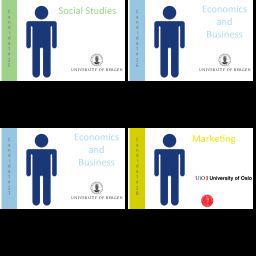 Social Studies
UNIVERSITY OF BERGEN
Economics
and
Business
UNIVERSITY OF BERGEN
Economics
and
Business
UNIVERSITY OF BERGEN
Marketing
UiO University of Oslo